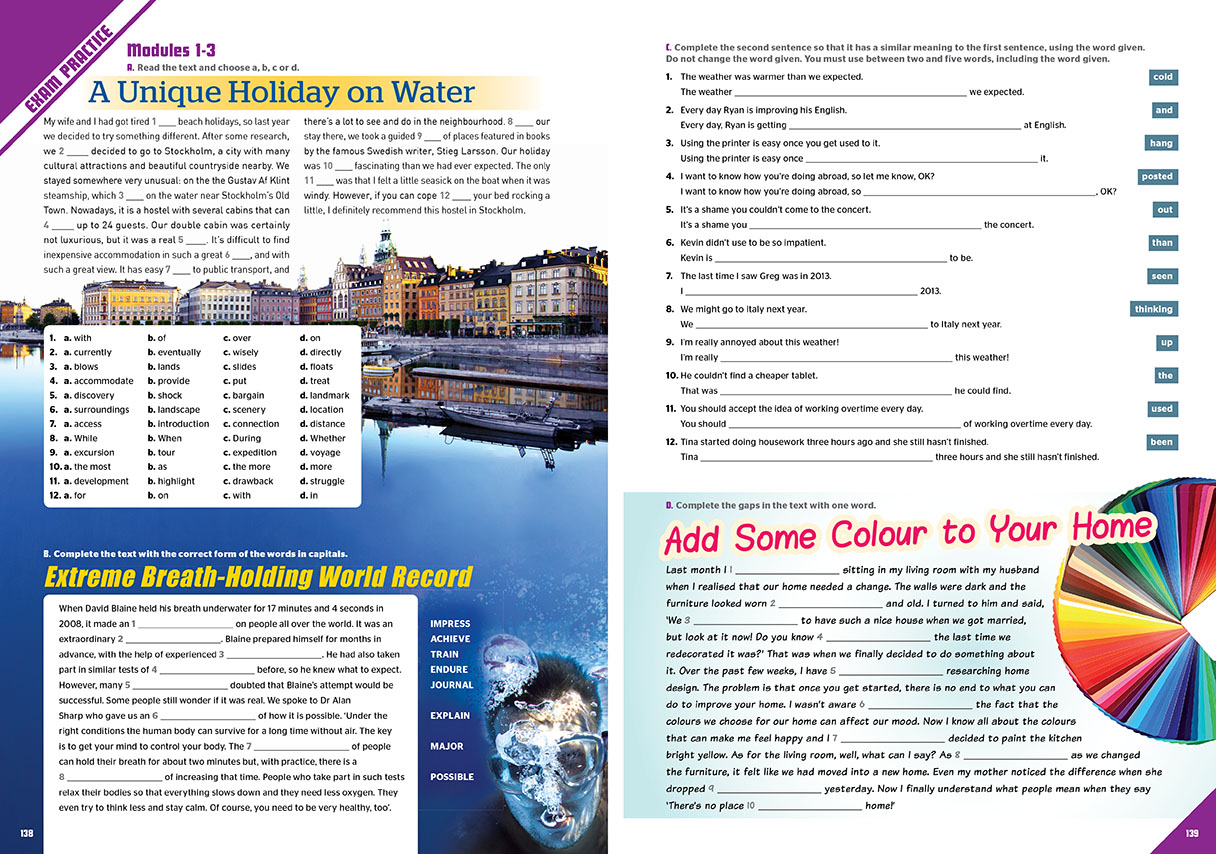 EXAM PRACTICE
Modules 1-3
A. Read the text and choose a, b, c or d.
A Unique Holiday on Water
My wife and I had got tired 1 ____ beach holidays, so last year
we decided to try something different. After some research,
we 2 ____ decided to go to Stockholm, a city with many
cultural attractions and beautiful countryside nearby. We
stayed somewhere very unusual: on the the Gustav Af Klint
steamship, which 3 ____ on the water near Stockholm's Old
Town. Nowadays, it is a hostel with several cabins that can
4 ____ up to 24 guests. Our double cabin was certainly
not luxurious, but it was a real 5 ____. It's difficult to find
inexpensive accommodation in such a great 6 ____, and with
such a great view. It has easy 7 ____ to public transport, and
there's a lot to see and do in the neighbourhood. 8 ____ our
stay there, we took a guided 9 ____ of places featured in books
by the famous Swedish writer, Stieg Larsson. Our holiday
was 10 ____ fascinating than we had ever expected. The only
11 ____ was that I felt a little seasick on the boat when it was
windy. However, if you can cope 12 ____ your bed rocking a
little, I definitely recommend this hostel in Stockholm.
1. a. with b. of c. over d. on
2. a. currently b. eventually c. wisely d. directly
3. a. blows b. lands c. slides d. floats
4. a. accommodate b. provide c. put d. treat
5. a. discovery b. shock c. bargain d. landmark
6. a. surroundings b. landscape c. scenery d. location
7. a. access b. introduction c. connection d. distance
8. a. While b. When c. During d. Whether
9. a. excursion b. tour c. expedition d. voyage
10. a. the most b. as c. the more d. more
11. a. development b. highlight c. drawback d. struggle
12. a. for b. on c. with d. in
B. Complete the text with the correct form of the words in capitals.
Extreme Breath-Holding World Record
When David Blaine held his breath underwater for 17 minutes and 4 seconds in
2008, it made an 1 ____ on people all over the world. It was an IMPRESS
extraordinary 2 ____. Blaine prepared himself for months in ACHIEVE
advance, with the help of experienced 3 ____. He had also taken TRAIN
part in similar tests of 4 ____ before, so he knew what to expect. ENDURE
However, many 5 ____ doubted that Blaine's attempt would be JOURNAL
successful. Some people still wonder if it was real. We spoke to Dr Alan
Sharp who gave us an 6 ____ of how it is possible. 'Under the EXPLAIN
right conditions the human body can survive for a long time without air. The key
is to get your mind to control your body. The 7 ____ of people MAJOR
can hold their breath for about two minutes but, with practice, there is a
8 ____ of increasing that time. People who take part in such tests POSSIBLE
relax their bodies so that everything slows down and they need less oxygen. They
even try to think less and stay calm. Of course, you need to be very healthy, too'.
138
C. Complete the second sentence so that it has a similar meaning to the first sentence, using the word given.
Do not change the word given. You must use between two and five words, including the word given.
1. The weather was warmer than we expected. cold
The weather ____ we expected.
2. Every day Ryan is improving his English. and
Every day, Ryan is getting ____ at English.
3. Using the printer is easy once you get used to it. hang
Using the printer is easy once ____ it.
4. I want to know how you're doing abroad, so let me know, OK? posted
I want to know how you're doing abroad, so ____, OK?
5. It's a shame you couldn't come to the concert. out
It's a shame you ____ the concert.
6. Kevin didn't use to be so impatient. than
Kevin is ____ to be.
7. The last time I saw Greg was in 2013. seen
I ____ 2013.
8. We might go to Italy next year. thinking
We ____ to Italy next year.
9. I'm really annoyed about this weather! up
I'm really ____ this weather!
10. He couldn't find a cheaper tablet. the
That was ____ he could find.
11. You should accept the idea of working overtime every day. used
You should ____ of working overtime every day.
12. Tina started doing housework three hours ago and she still hasn't finished. been
Tina ____ three hours and she still hasn't finished.
D. Complete the gaps in the text with one word.
Add Some Colour to Your Home
Last month I 1 ____ sitting in my living room with my husband
when I realised that our home needed a change. The walls were dark and the
furniture looked worn 2 ____ and old. I turned to him and said,
'We 3 ____ to have such a nice house when we got married,
but look at it now! Do you know 4 ____ the last time we
redecorated it was?' That was when we finally decided to do something about
it. Over the past few weeks, I have 5 ____ researching home
design. The problem is that once you get started, there is no end to what you can
do to improve your home. I wasn't aware 6 ____ the fact that the
colours we choose for our home can affect our mood. Now I know all about the colours
that can make me feel happy and I 7 ____ decided to paint the kitchen
bright yellow. As for the living room, well, what can I say? As 8 ____ as we changed
the furniture, it felt like we had moved into a new home. Even my mother noticed the difference when she
dropped 9 ____ yesterday. Now I finally understand what people mean when they say
'There's no place 10 ____ home!'
139